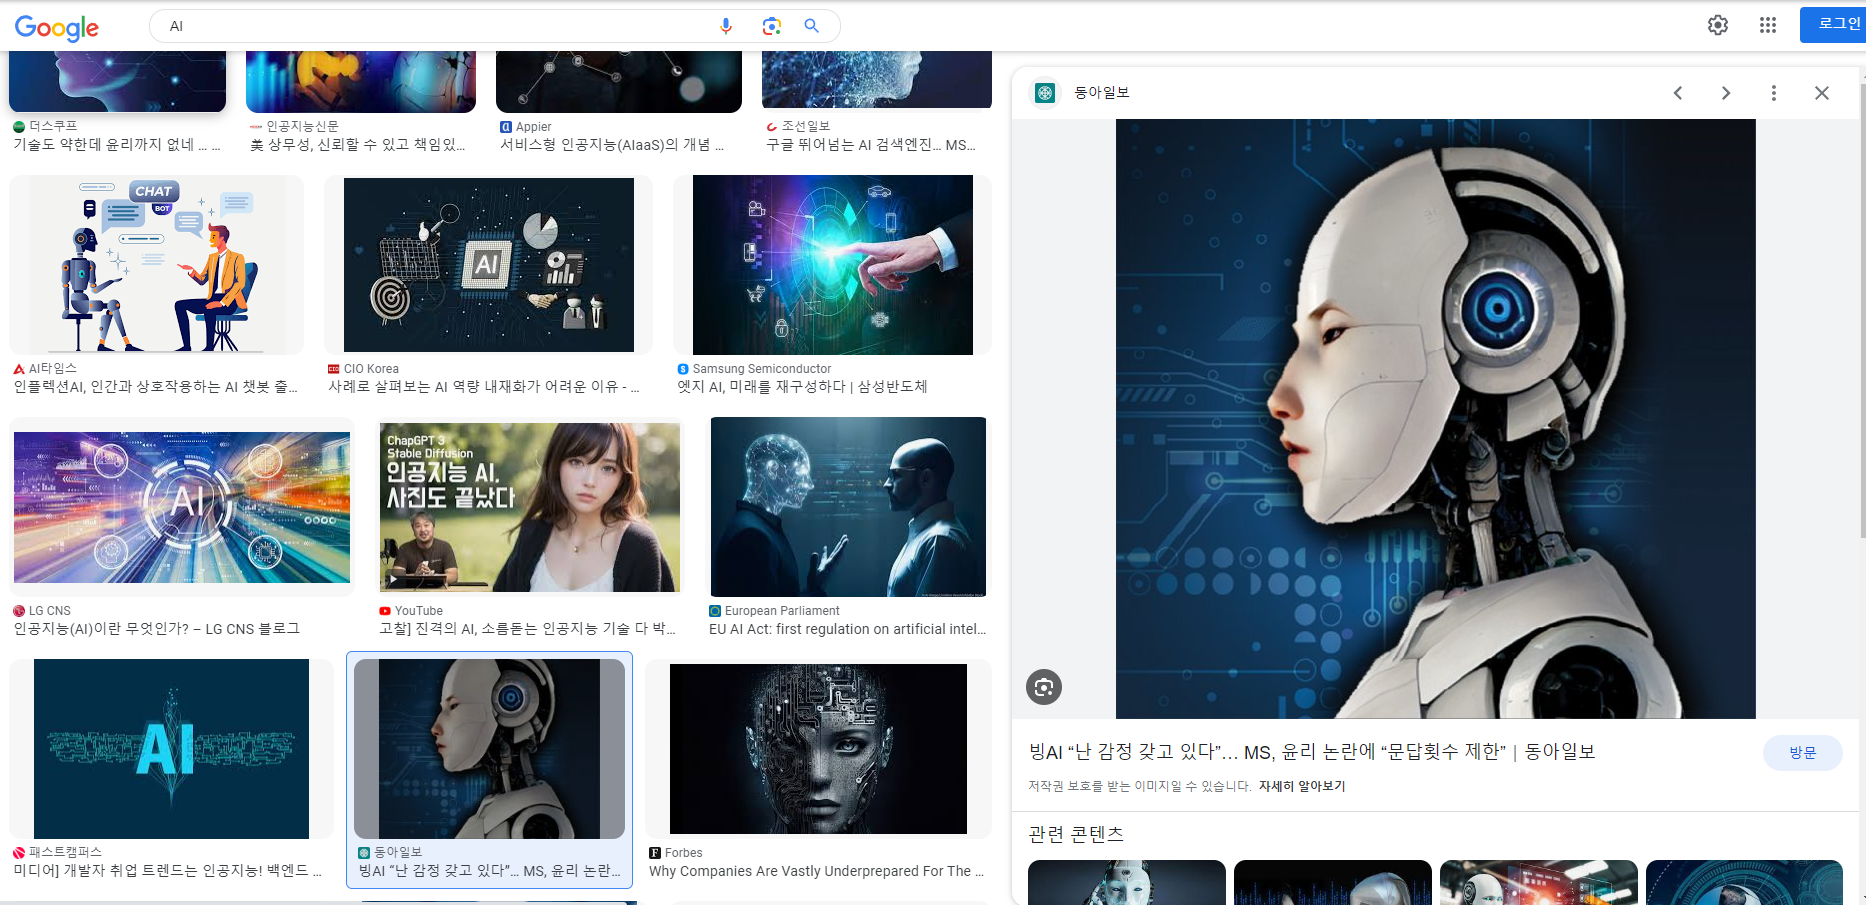 Google
AI
로그인
더스쿠프
기술도 약한데 윤리까지 없네 ... ...
인공지능신문
美 상무성, 신뢰할 수 있고 책임있...
Appier
서비스형 인공지능(AIaaS)의 개념 ...
조선일보
구글 뛰어넘는 AI 검색엔진... MS...
CHAT
BOT
AI타임스
인플렉션AI, 인간과 상호작용하는 AI 챗봇 출...
AI
CIO Korea
사례로 살펴보는 AI 역량 내재화가 어려운 이유 - ...
Samsung Semiconductor
엣지 AI, 미래를 재구성하다 | 삼성반도체
AI
LG CNS
인공지능(AI)이란 무엇인가? – LG CNS 블로그
ChapGPT 3
Stable Diffusion
인공지능 AI,
사진도 끝났다
YouTube
고찰] 진격의 AI, 소름돋는 인공지능 기술 다 박...
European Parliament
EU AI Act: first regulation on artificial intel...
AI
패스트캠퍼스
미디어] 개발자 취업 트렌드는 인공지능! 백엔드 ...
동아일보
빙AI “난 감정 갖고 있다”... MS, 윤리 논란...
Forbes
Why Companies Are Vastly Underprepared For The ...
동아일보
빙AI “난 감정 갖고 있다”… MS, 윤리 논란에 “문답횟수 제한” | 동아일보
방문
저작권 보호를 받는 이미지일 수 있습니다. 자세히 알아보기
관련 콘텐츠